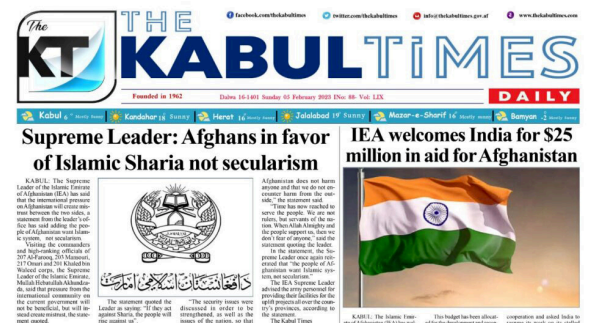 The
KT
THE
KABUL TIMES
facebook.com/thekabultimes
twitter.com/thekabultimes
info@thekabultimes.gov.af
www.thekabultimes.com
Founded in 1962
Dalwa 16-1401 Sunday 05 February 2023
Vol: LIX
DAILY
Kabul
Mostly Sunny
Kandahar
Sunny
Herat
Mostly Sunny
Jalalabad
Sunny
Mazar-e-Sharif
Mostly Sunny
Bamyan
Mostly Sunny
Supreme Leader: Afghans in favor
of Islamic Sharia not secularism
KABUL: The Supreme
Leader of the Islamic Emirate
of Afghanistan (IEA) has said
that the international pressure
on Afghanistan will create mis-
trust between the two sides, a
statement from the leader's of-
fice has said adding the peo-
ple of Afghanistan want Islam-
ic system, not secularism.
Visiting the commanders
and high-ranking officials of
207 Al-Farooq, 203 Mansouri,
217 Omari and 201 Khalid bin
Waleed corps, the Supreme
Leader of the Islamic Emirate,
Mullah Hebatullah Akhundza-
da, said that pressure from the
international community on
the current government will
not be beneficial, but will in-
stead create mistrust, the state-
ment quoted.
د افغانستان اسلامي امارت
The statement quoted the
Leader as saying: "If they act
against Sharia, the people will
rise against us".
"The security issues were
discussed in order to be
strengthened, as well as the
issues of the nation, so that
Afghanistan does not harm
anyone and that we do not en-
counter harm from the out-
side," the statement said.
"Time has now reached to
serve the people. We are not
rulers, but servants of the na-
tion. When Allah Almighty and
the people support us, then we
don't fear of anyone," said the
statement quoting the leader.
In the statement, the Su-
preme Leader once again reit-
erated that "the people of Af-
ghanistan want Islamic sys-
tem, not secularism."
The IEA Supreme Leader
advised the army personnel for
providing their facilities for the
uplift projects all over the coun-
try's provinces, according to
the statement.
The Kabul Times
IEA welcomes India for $25
million in aid for Afghanistan
KABUL: The Islamic Emir-
This budget has been allocat-
cooperation and asked India to